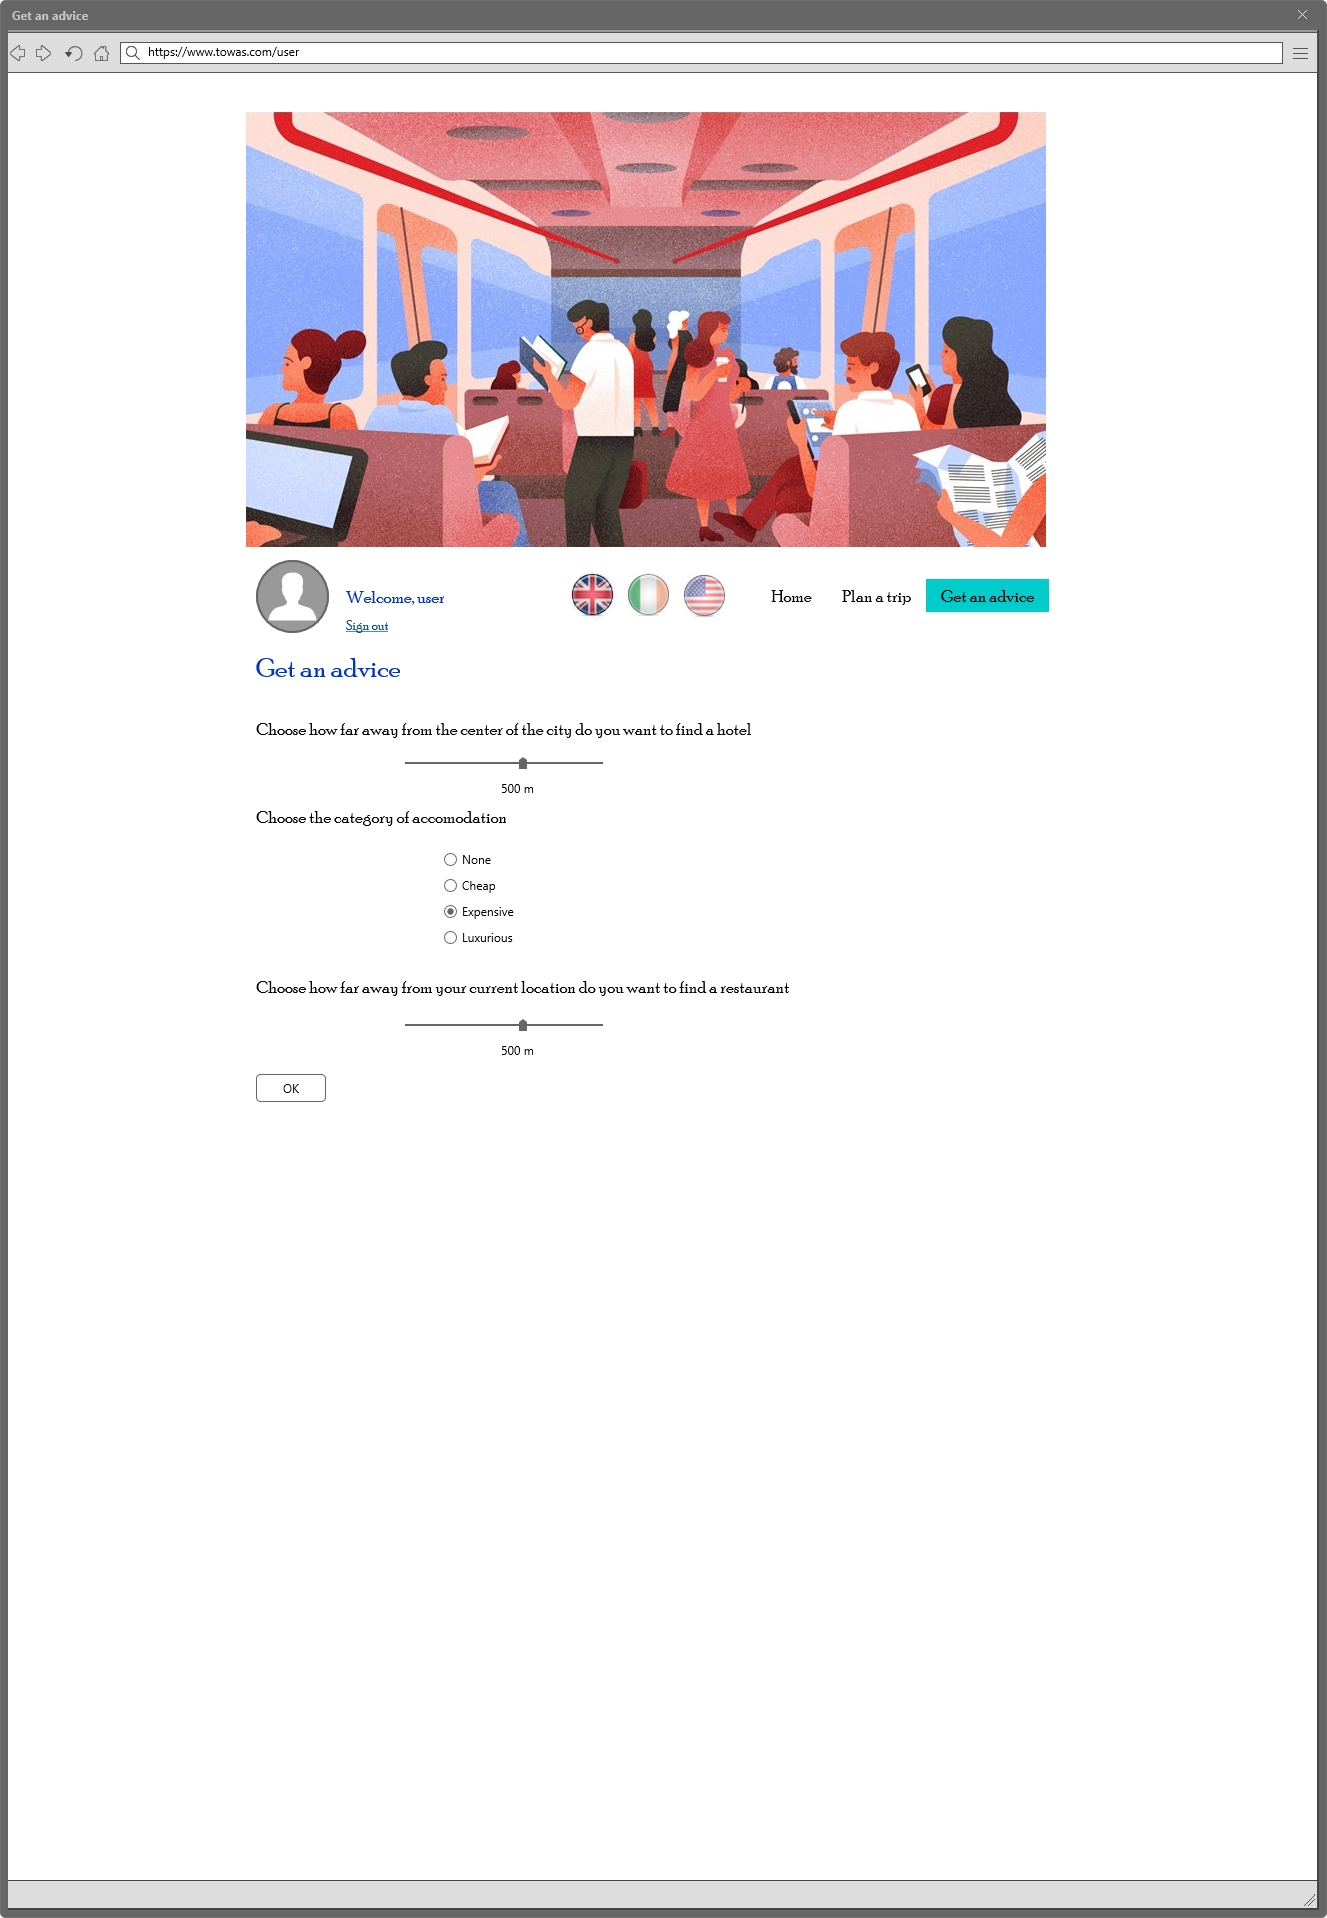 Get an advice
https://www.towas.com/user
Welcome, user
Home
Plan a trip
Get an advice
Sign out
Get an advice
Choose how far away from the center of the city do you want to find a hotel
500 m
Choose the category of accomodation
None
Cheap
Expensive
Luxurious
Choose how far away from your current location do you want to find a restaurant
500 m
OK